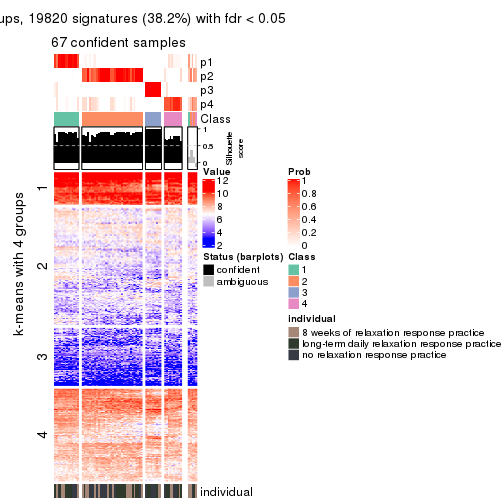 ups, 19820 signatures (38.2%) with fdr < 0.05
67 confident samples
p1
p2
p3
p4
Class
1
0.5
0
Silhouette score
k-means with 4 groups
1
2
3
4
Value
12
10
8
6
4
2
Prob
1
0.8
0.6
0.4
0.2
0
Status (barplots)
confident
ambiguous
Class
1
2
3
4
individual
8 weeks of relaxation response practice
long-term daily relaxation response practice
no relaxation response practice
individual